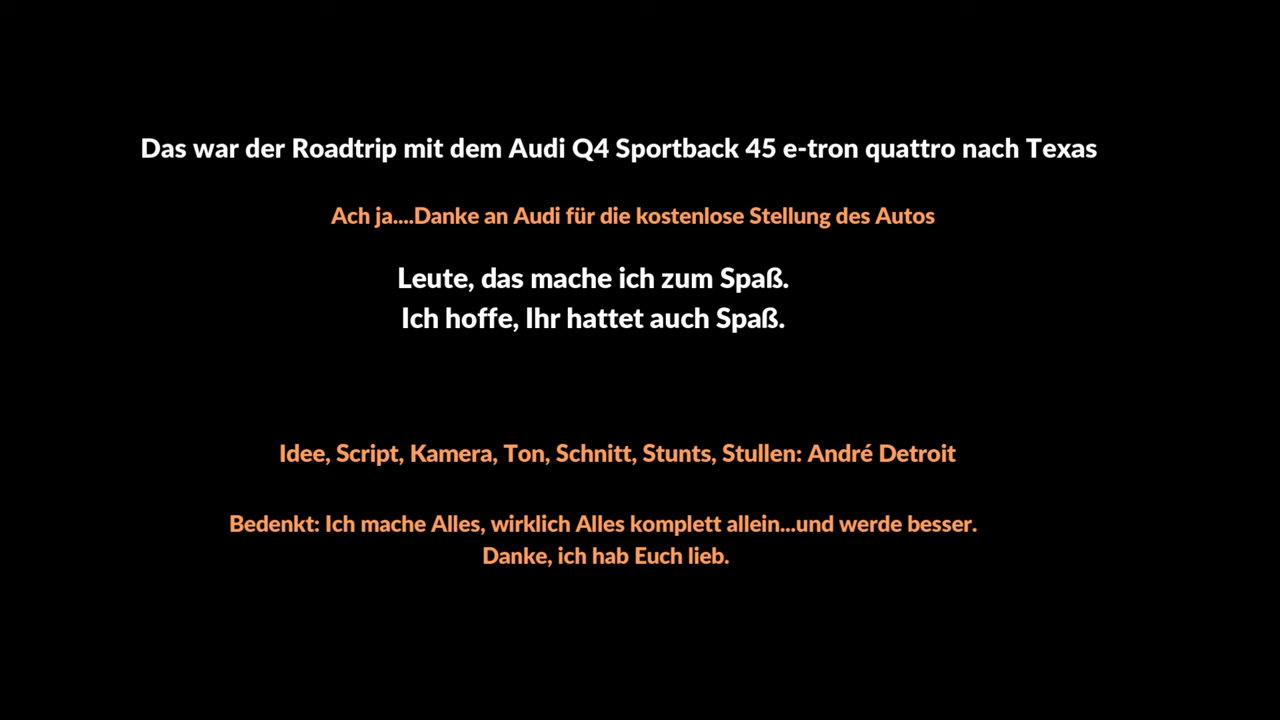 Das war der Roadtrip mit dem Audi Q4 Sportback 45 e-tron quattro nach Texas
Ach ja....Danke an Audi für die kostenlose Stellung des Autos
Leute, das mache ich zum Spaß.
Ich hoffe, Ihr hattet auch Spaß.
Idee, Script, Kamera, Ton, Schnitt, Stunts, Stullen: André Detroit
Bedenkt: Ich mache Alles, wirklich Alles komplett allein...und werde besser.
Danke, ich hab Euch lieb.